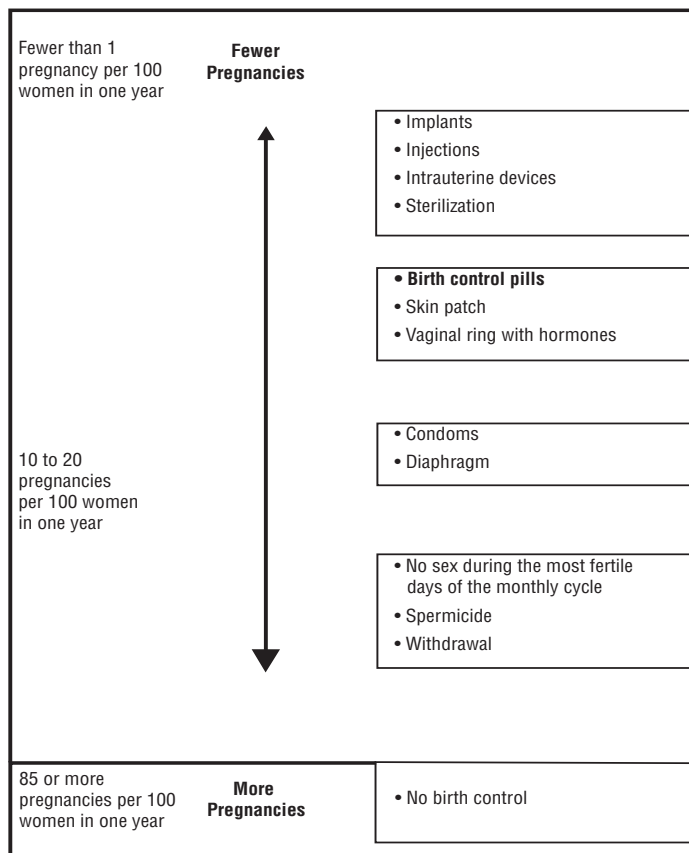 Fewer than 1
pregnancy per 100
women in one year
Fewer
Pregnancies
• Implants
• Injections
• Intrauterine devices
• Sterilization
• Birth control pills
• Skin patch
• Vaginal ring with hormones
• Condoms
• Diaphragm
10 to 20
pregnancies
per 100 women
in one year
• No sex during the most fertile
days of the monthly cycle
• Spermicide
• Withdrawal
85 or more
pregnancies per 100
women in one year
More
Pregnancies
• No birth control